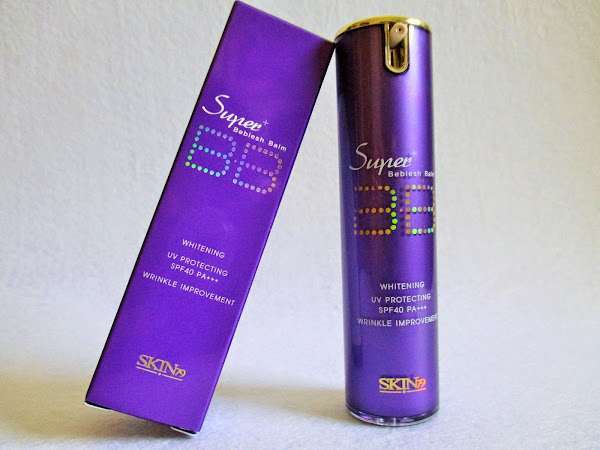 Super+
Beblesh Balm
BB
WHITENING
UV PROTECTING
SPF40 PA+++
WRINKLE IMPROVEMENT
SKIN79
Super+
Beblesh Balm
BB
WHITENING
UV PROTECTING
SPF40 PA+++
WRINKLE IMPROVEMENT
SKIN79